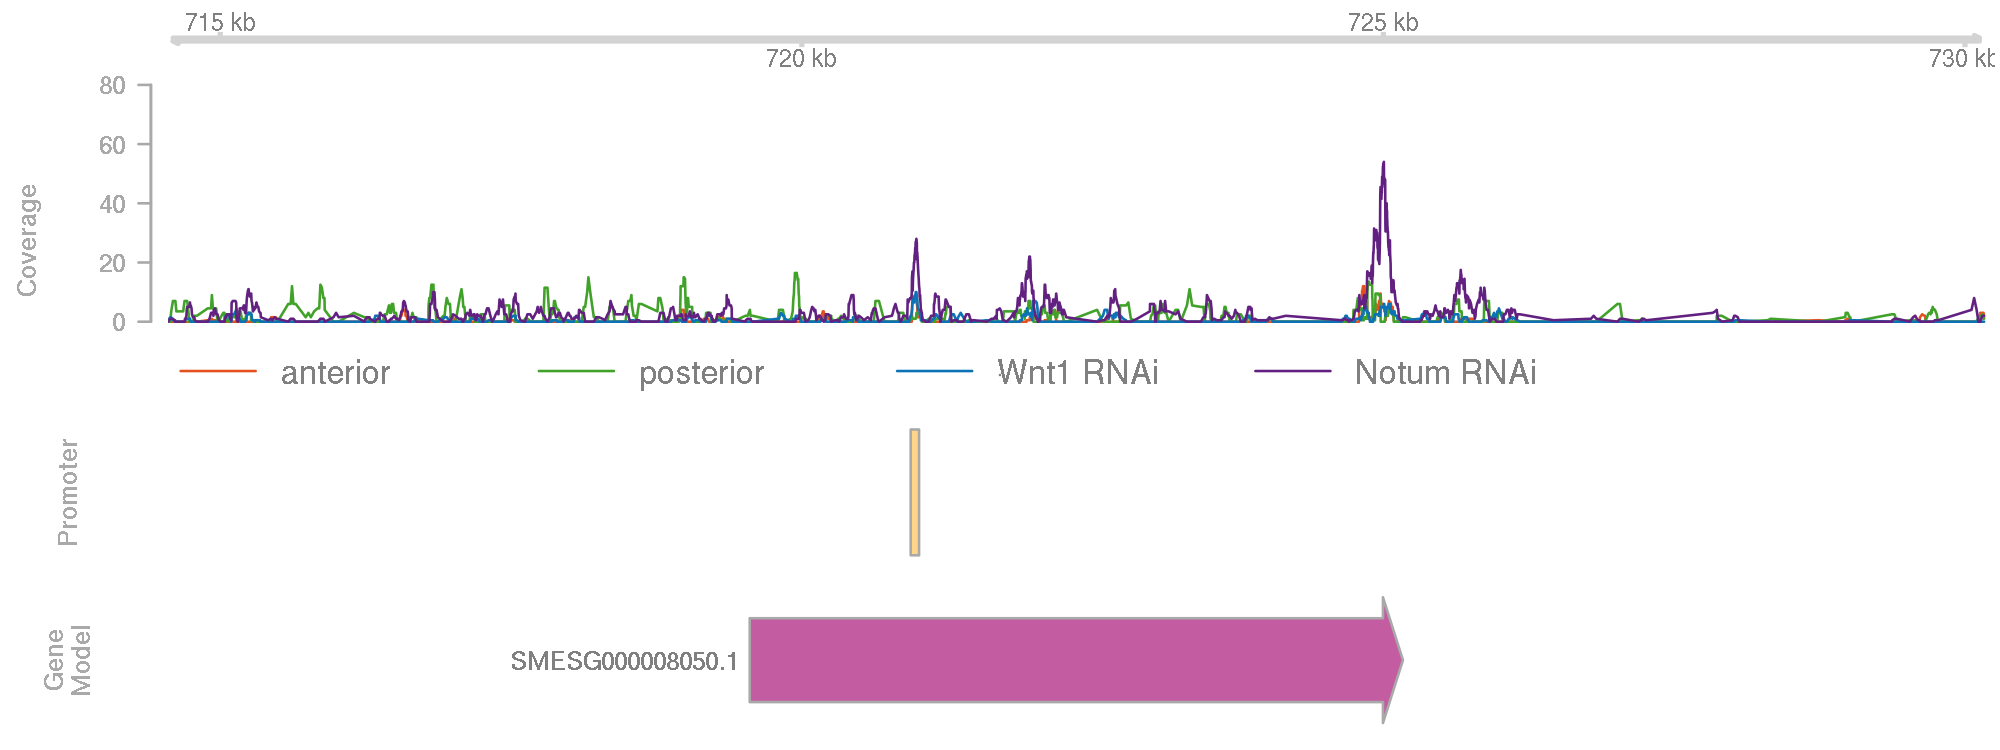 715 kb
725 kb
720 kb
730 kb
80
60
40
20
0
Coverage
anterior
posterior
Wnt1 RNAi
Notum RNAi
Promoter
Gene
Model
SMESG000008050.1